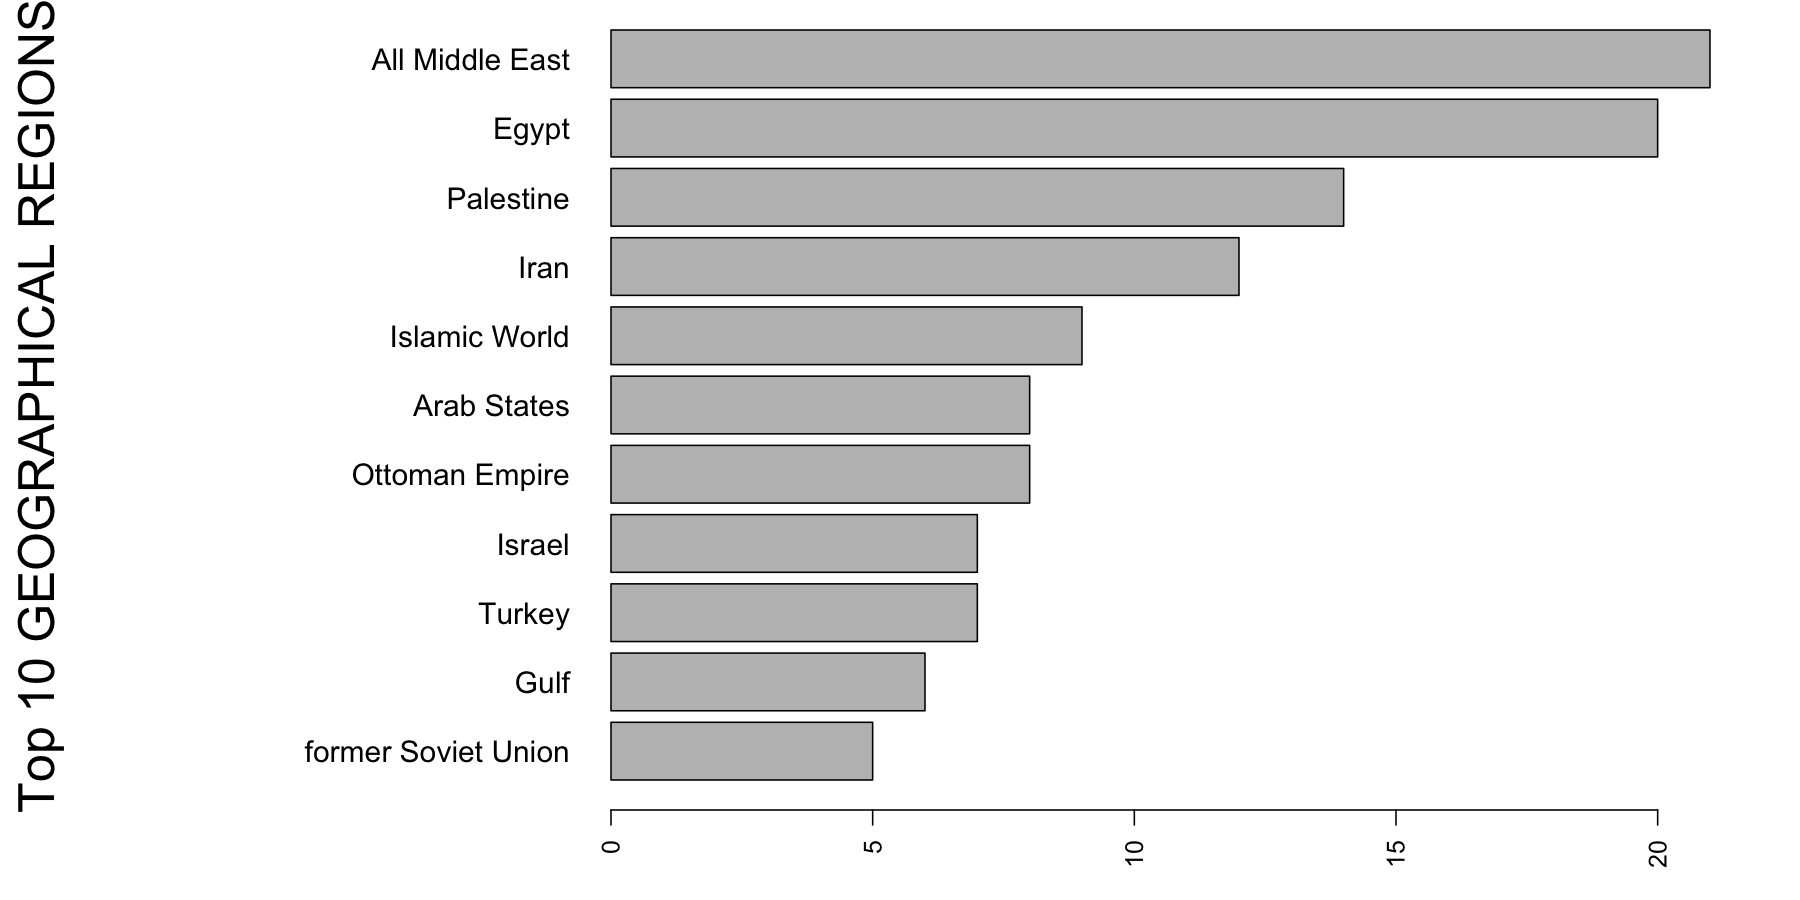 Top 10 GEOGRAPHICAL REGIONS
All Middle East
Egypt
Palestine
Iran
Islamic World
Arab States
Ottoman Empire
Israel
Turkey
Gulf
former Soviet Union
0
5
10
15
20